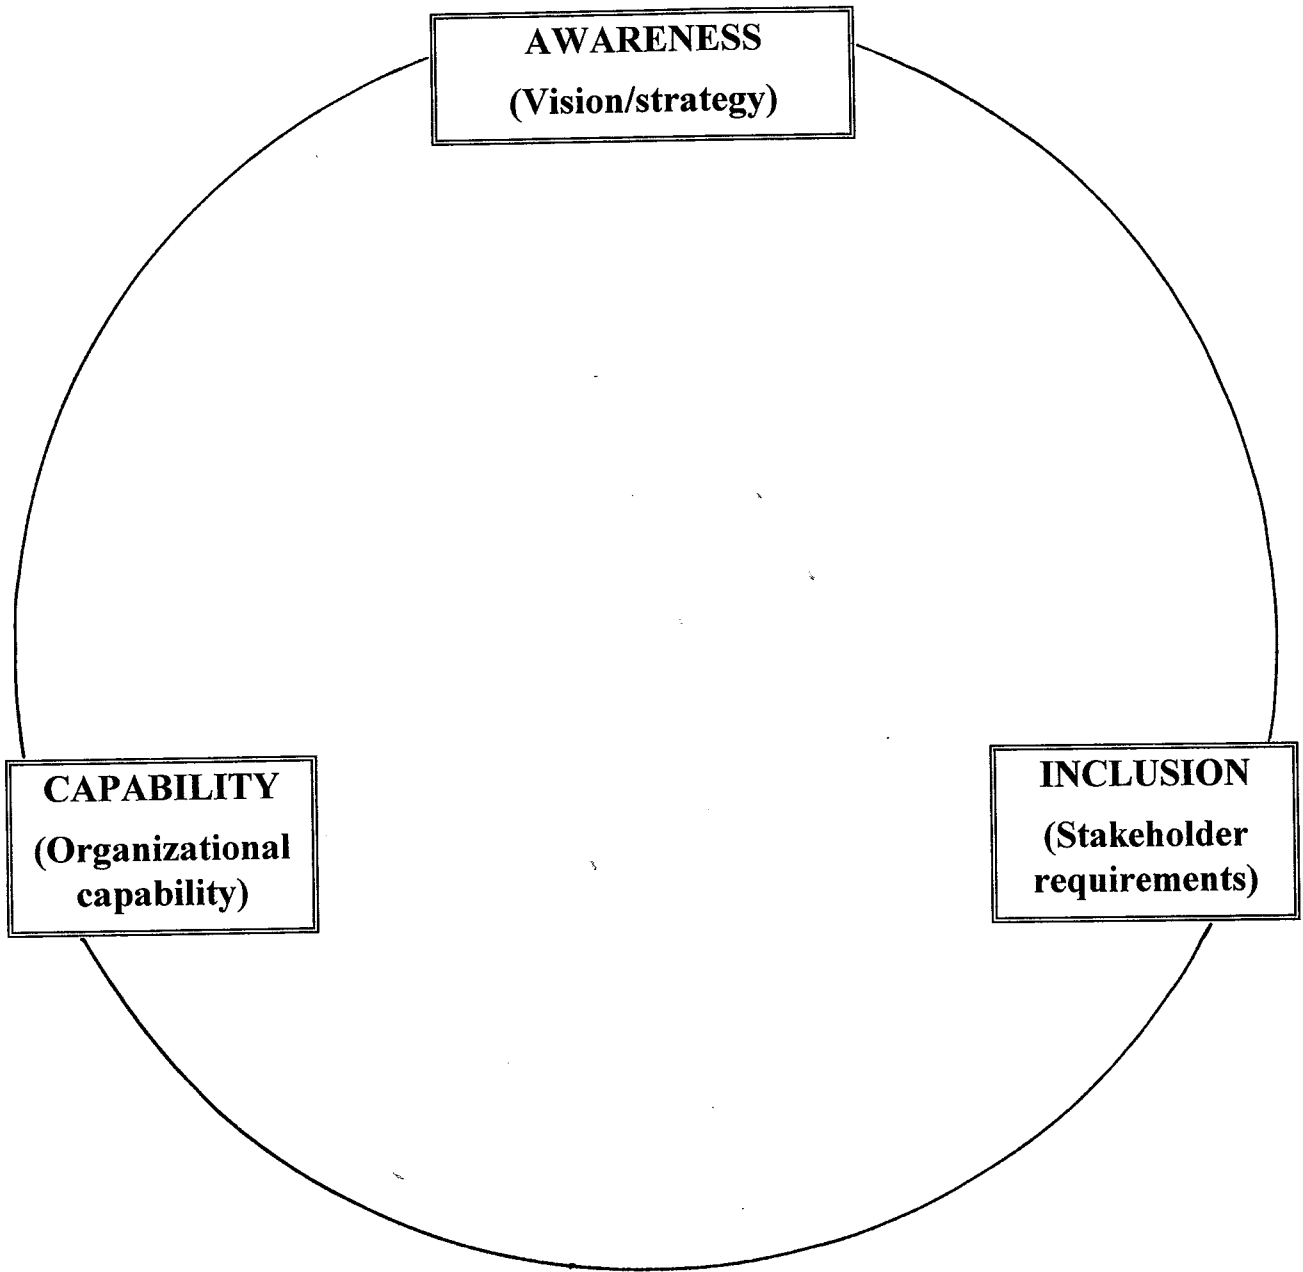 AWARENESS
(Vision/strategy)
CAPABILITY
(Organizational
capability)
INCLUSION
(Stakeholder
requirements)